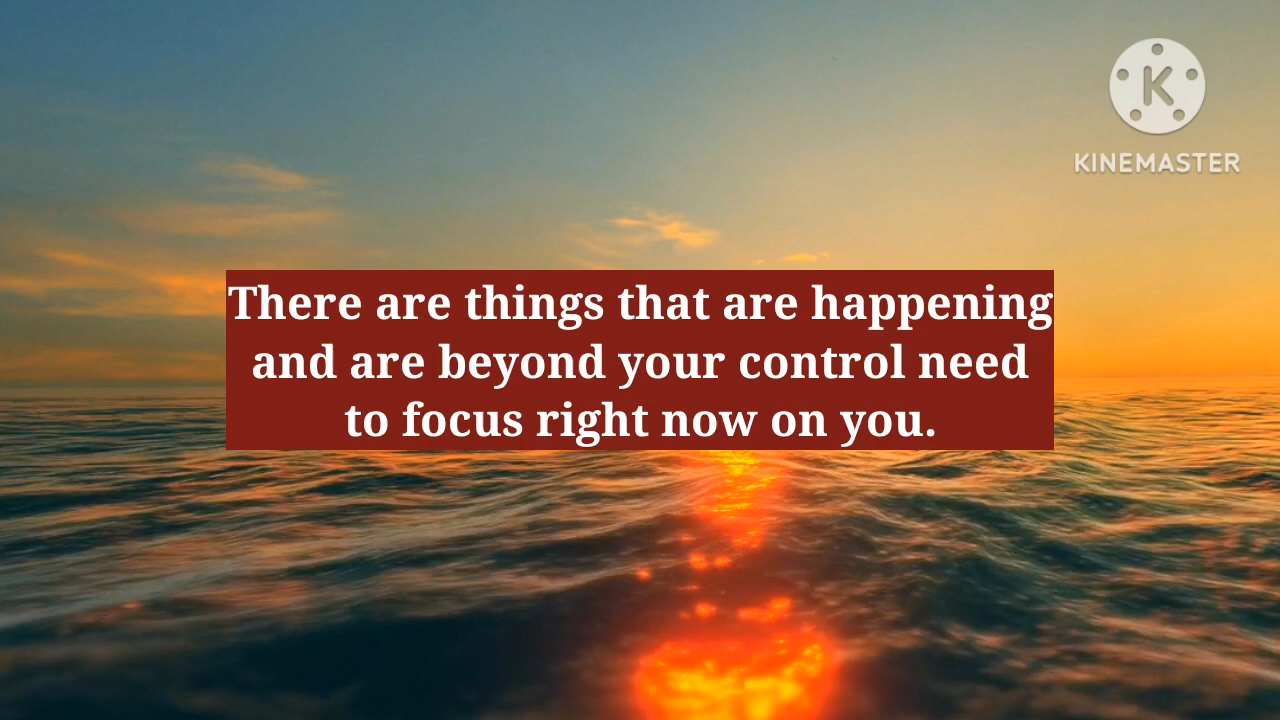 K
KINEMASTER
There are things that are happening
and are beyond your control need
to focus right now on you.